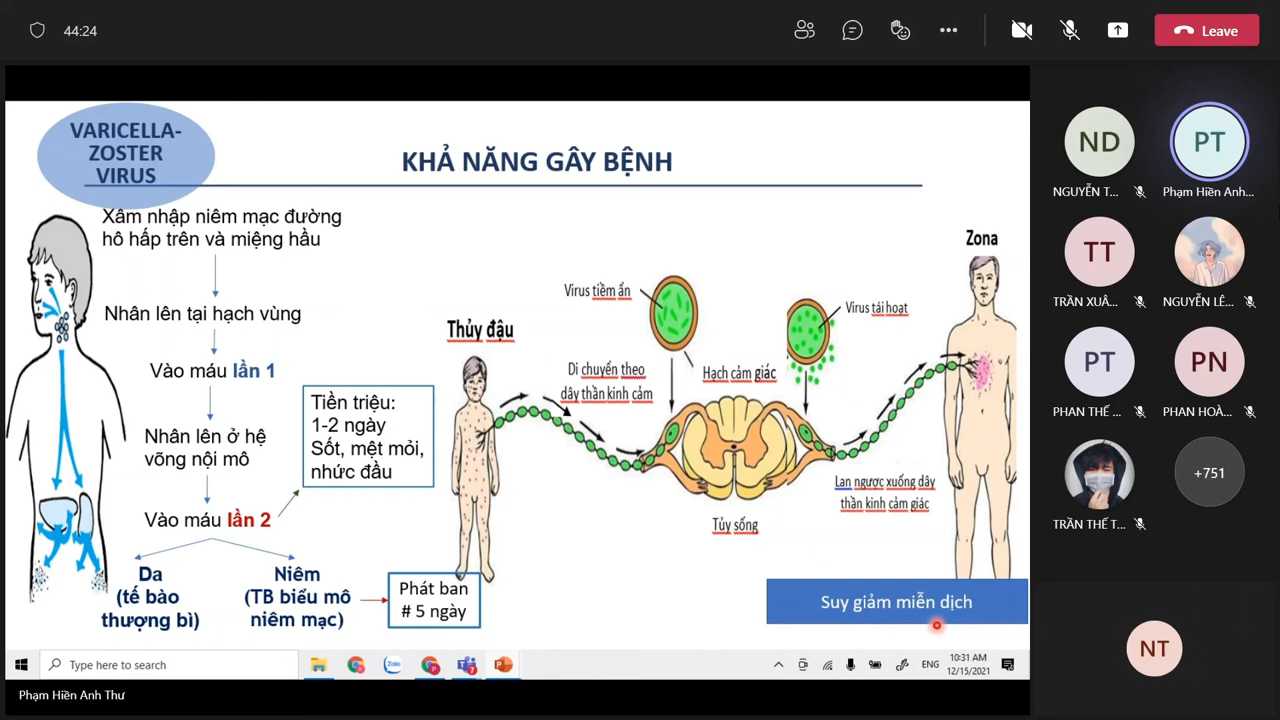 44:24
Leave
VARICELLA-
ZOSTER
VIRUS
KHẢ NĂNG GÂY BỆNH
Xâm nhập niêm mạc đường
hô hấp trên và miệng hầu
Nhân lên tại hạch vùng
Vào máu lần 1
Nhân lên ở hệ
võng nội mô
Vào máu lần 2
Tiền triệu:
1-2 ngày
Sốt, mệt mỏi,
nhức đầu
Da
(tế bào
thượng bì)
Niêm
(TB biểu mô
niêm mạc)
Phát ban
# 5 ngày
Thủy đậu
Virus tiềm ẩn
Di chuyển theo
dây thần kinh cảm
Hạch cảm giác
Virus tái hoạt
Zona
Lan ngược xuống dây
thần kinh cảm giác
Tủy sống
Suy giảm miễn dịch
Type here to search
Zalo
7
ENG
10:31 AM
12/15/2021
Phạm Hiền Anh Thư
ND
NGUYỄN T...
PT
Phạm Hiền Anh...
TT
TRẦN XUÂ...
NGUYỄN LÊ...
PT
PHAN THẾ ...
PN
PHAN HOÀ...
TRẦN THẾ T...
+751
NT